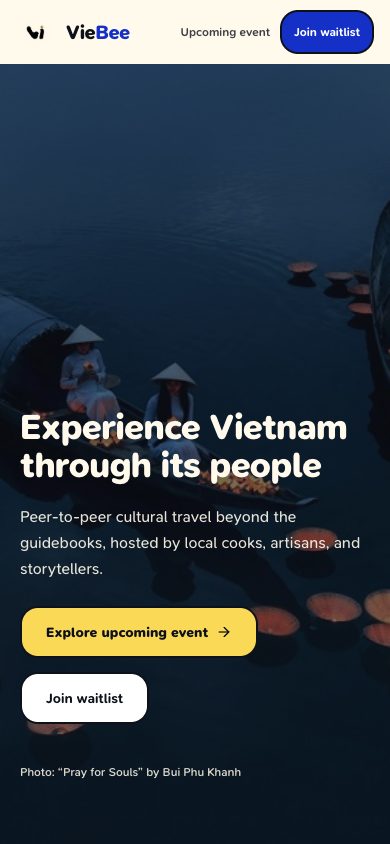 VieBee
Upcoming event
Join waitlist
Experience Vietnam
through its people
Peer-to-peer cultural travel beyond the
guidebooks, hosted by local cooks, artisans, and
storytellers.
Explore upcoming event →
Join waitlist
Photo: “Pray for Souls” by Bui Phu Khanh